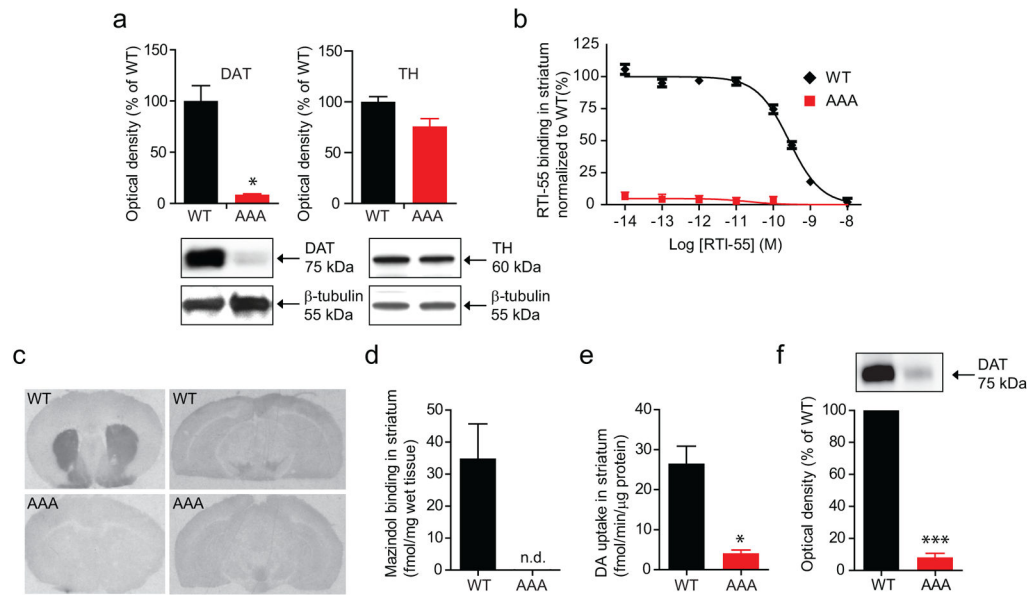 a
Optical density (% of WT)
150
100
50
0
DAT
*
WT
AAA
Optical density (% of WT)
150
100
50
0
TH
WT
AAA
DAT
75 kDa
β-tubulin
55 kDa
TH
60 kDa
β-tubulin
55 kDa
b
RTI-55 binding in striatum
normalized to WT(%)
125
100
75
50
25
0
-14 -13 -12 -11 -10 -9 -8
Log [RTI-55] (M)
WT
AAA
c
WT
WT
AAA
AAA
d
Mazindol binding in striatum
(fmol/mg wet tissue)
50
40
30
20
10
0
n.d.
WT
AAA
e
DA uptake in striatum
(fmol/min/μg protein)
40
30
20
10
0
*
WT
AAA
f
DAT
75 kDa
Optical density (% of WT)
100
80
60
40
20
0
***
WT
AAA